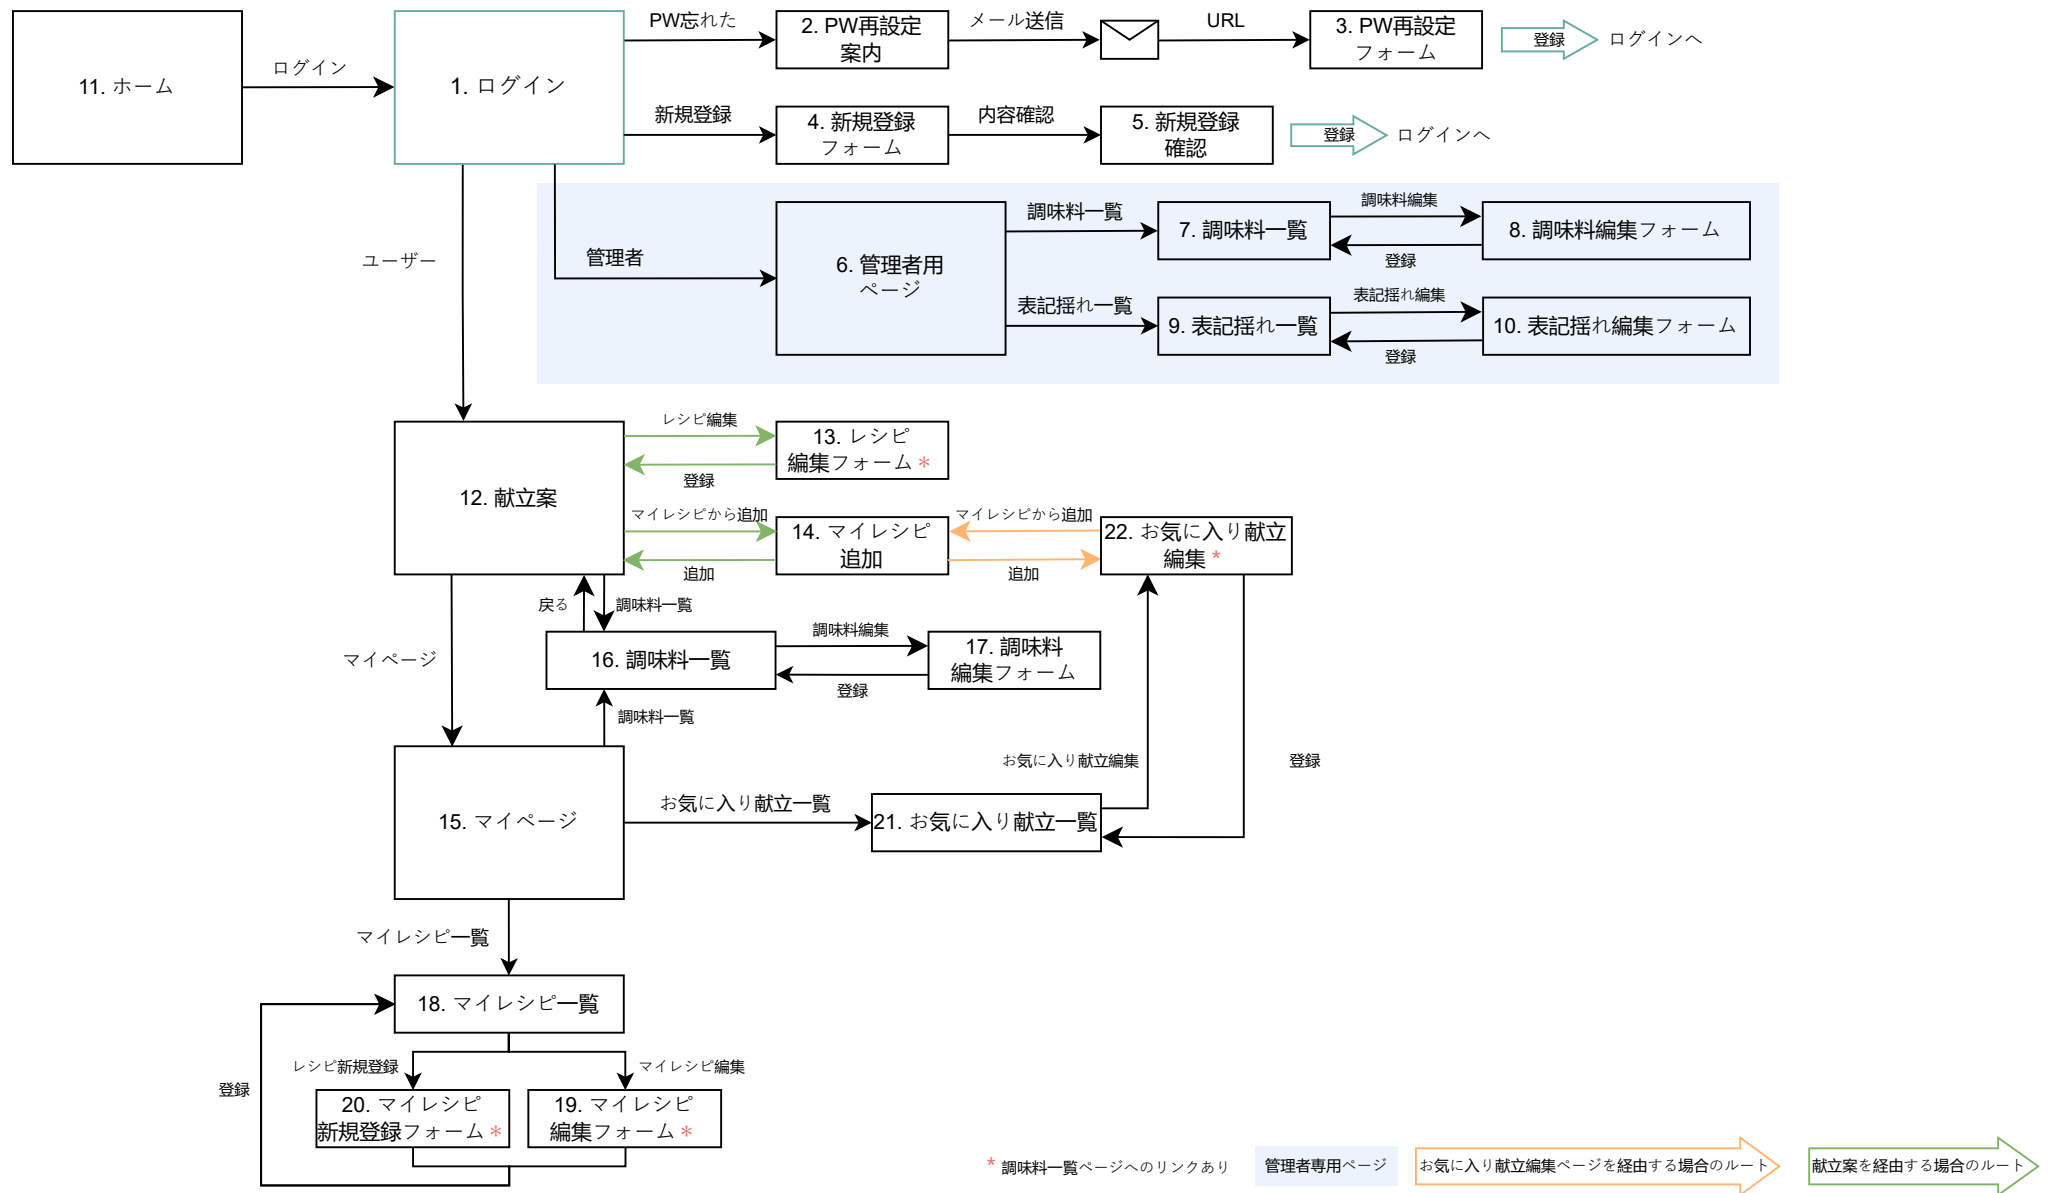 11. ホーム
ログイン
1. ログイン
PW忘れた
2. PW再設定
案内
メール送信
URL
3. PW再設定
フォーム
登録
ログインへ
新規登録
4. 新規登録
フォーム
内容確認
5. 新規登録
確認
登録
ログインへ
ユーザー
管理者
6. 管理者用
ページ
調味料一覧
7. 調味料一覧
調味料編集
登録
8. 調味料編集フォーム
表記揺れ一覧
9. 表記揺れ一覧
表記揺れ編集
登録
10. 表記揺れ編集フォーム
12. 献立案
レシピ編集
登録
13. レシピ
編集フォーム*
マイレシピから追加
追加
14. マイレシピ
追加
マイレシピから追加
追加
22. お気に入り献立
編集 *
戻る
調味料一覧
16. 調味料一覧
調味料編集
登録
17. 調味料
編集フォーム
マイページ
調味料一覧
15. マイページ
お気に入り献立一覧
21. お気に入り献立一覧
お気に入り献立編集
登録
マイレシピ一覧
18. マイレシピ一覧
レシピ新規登録
マイレシピ編集
登録
20. マイレシピ
新規登録フォーム*
19. マイレシピ
編集フォーム*
* 調味料一覧ページへのリンクあり
管理者専用ページ
お気に入り献立編集ページを経由する場合のルート
献立案を経由する場合のルート